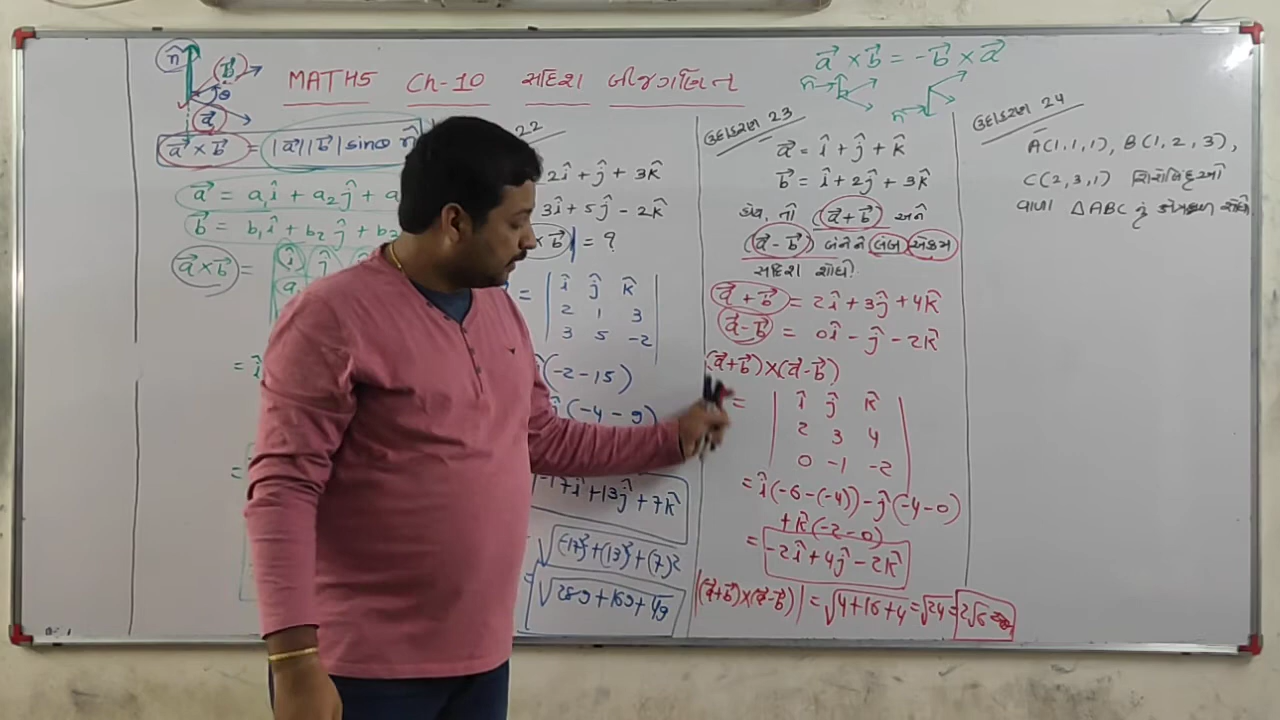 MATHS Ch-10 સદિશ બીજગણિત
n̂
b⃗
θ
a⃗
a⃗ × b⃗ = |a⃗||b⃗| sinθ n̂
a⃗ = a₁î + a₂ĵ + a
b⃗ = b₁î + b₂ĵ + b₃
a⃗ × b⃗ =
î ĵ
a₁
= î
=
22
2î + ĵ + 3k̂
3î + 5ĵ - 2k̂
× b⃗| = ?
= | î ĵ k̂ |
2 1 3
3 5 -2
(-2-15)
ĵ(-4-9)
-17î + 13ĵ + 7k̂
= √(-17)² + (13)² + (7)²
= √289 + 169 + 49
a⃗ × b⃗ = -b⃗ × a⃗
n̂→
n̂→
ઉદાહરણ 23
a⃗ = î + ĵ + k̂
b⃗ = î + 2ĵ + 3k̂
હોય, તો (a⃗ + b⃗) અને
(a⃗ - b⃗) બંનેને લંબ એકમ
સદિશ શોધો.
a⃗ + b⃗ = 2î + 3ĵ + 4k̂
a⃗ - b⃗ = 0î - ĵ - 2k̂
(a⃗+b⃗)×(a⃗-b⃗)
= | î ĵ k̂ |
2 3 4
0 -1 -2
= î(-6-(-4)) - ĵ(-4-0)
+ k̂(-2-0)
= -2î + 4ĵ - 2k̂
|(a⃗+b⃗)×(a⃗-b⃗)| = √4+16+4 = √24 = 2√6
ઉદાહરણ 24
A(1,1,1), B(1,2,3),
C(2,3,1) શિરોબિંદુઓ
વાળા ΔABC નું ક્ષેત્રફળ શોધો